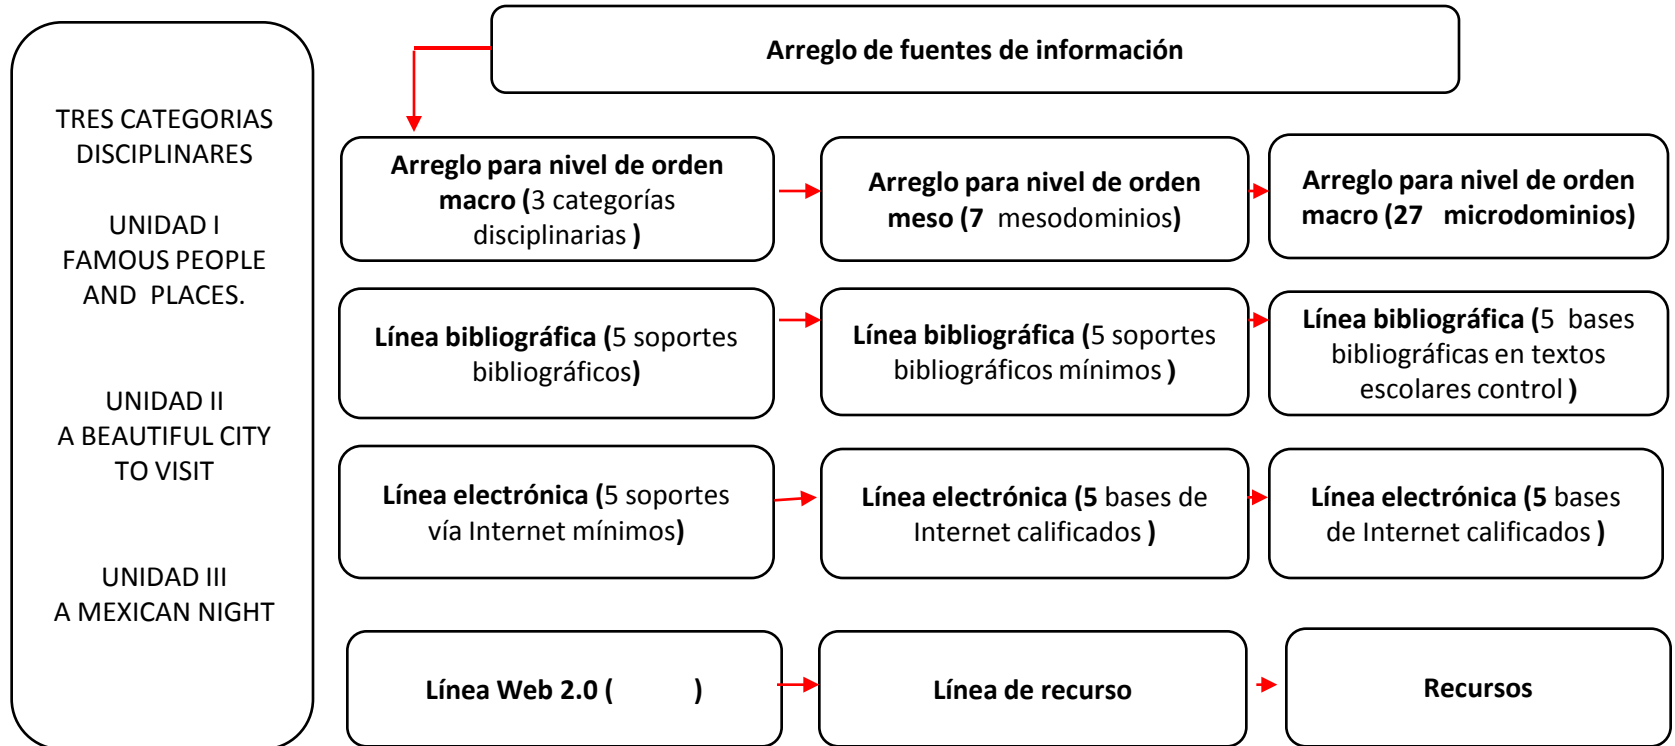 TRES CATEGORIAS
DISCIPLINARES
UNIDAD I
FAMOUS PEOPLE
AND PLACES.
UNIDAD II
A BEAUTIFUL CITY
TO VISIT
UNIDAD III
A MEXICAN NIGHT
Arreglo de fuentes de información
Arreglo para nivel de orden
macro (3 categorías
disciplinarias )
Arreglo para nivel de orden
meso (7 mesodominios)
Arreglo para nivel de orden
macro (27 microdominios)
Línea bibliográfica (5 soportes
bibliográficos)
Línea bibliográfica (5 soportes
bibliográficos mínimos )
Línea bibliográfica (5 bases
bibliográficas en textos
escolares control )
Línea electrónica (5 soportes
vía Internet mínimos)
Línea electrónica (5 bases de
Internet calificados )
Línea electrónica (5 bases
de Internet calificados )
Línea Web 2.0 ( )
Línea de recurso
Recursos